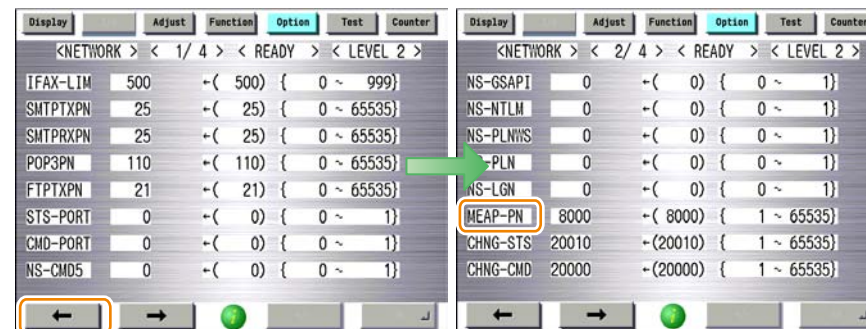 Display Adjust Function Option Test Counter
<NETWORK > < 1/ 4 > < READY > < LEVEL 2 >
IFAX-LIM 500 ←( 500) { 0 ~ 999}
SMTPTXPN 25 ←( 25) { 0 ~ 65535}
SMTPRXPN 25 ←( 25) { 0 ~ 65535}
POP3PN 110 ←( 110) { 0 ~ 65535}
FTPTXPN 21 ←( 21) { 0 ~ 65535}
STS-PORT 0 ←( 0) { 0 ~ 1}
CMD-PORT 0 ←( 0) { 0 ~ 1}
NS-CMD5 0 ←( 0) { 0 ~ 1}
← →
Display Adjust Function Option Test Counter
<NETWORK > < 2/ 4 > < READY > < LEVEL 2 >
NS-GSAPI 0 ←( 0) { 0 ~ 1}
NS-NTLM 0 ←( 0) { 0 ~ 1}
NS-PLNWS 0 ←( 0) { 0 ~ 1}
-PLN 0 ←( 0) { 0 ~ 1}
NS-LGN 0 ←( 0) { 0 ~ 1}
MEAP-PN 8000 ←( 8000) { 1 ~ 65535}
CHNG-STS 20010 ←(20010) { 1 ~ 65535}
CHNG-CMD 20000 ←(20000) { 1 ~ 65535}
← →